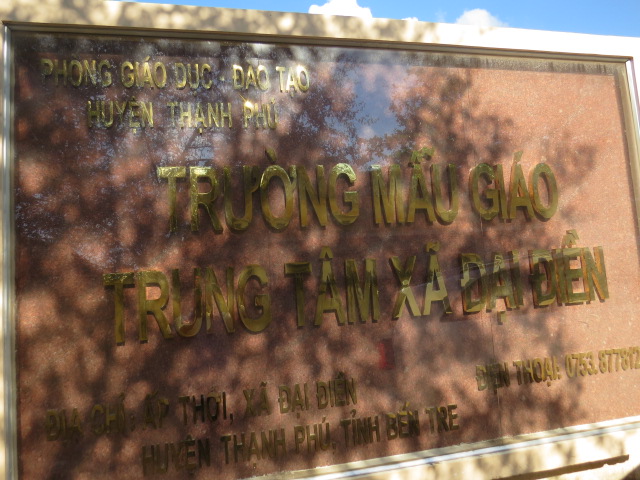 PHÒNG GIÁO DỤC - ĐÀO TẠO
HUYỆN THẠNH PHÚ
TRƯỜNG MẪU GIÁO
TRUNG TÂM XÃ ĐẠI ĐIỀN
ĐIỆN THOẠI: 0753.877812
ĐỊA CHỈ: ẤP THỚI, XÃ ĐẠI ĐIỀN
HUYỆN THẠNH PHÚ, TỈNH BẾN TRE